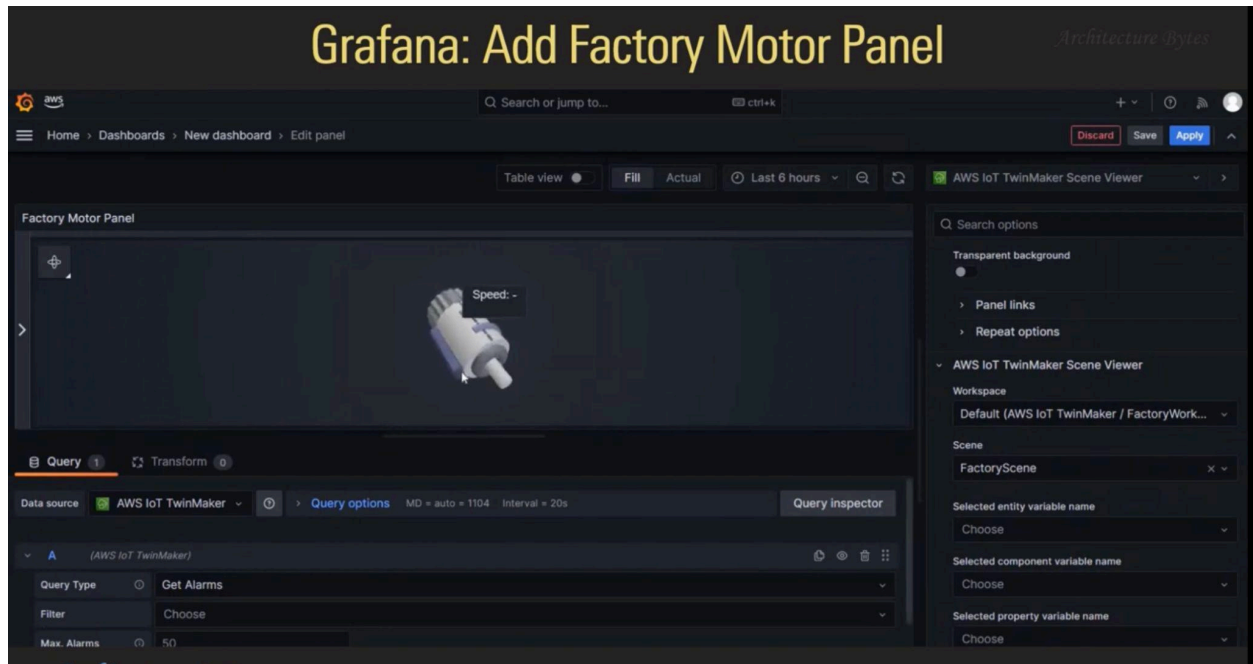 Grafana: Add Factory Motor Panel
Architecture Bytes
aws
Search or jump to...
ctrl+k
Home > Dashboards > New dashboard > Edit panel
Discard Save Apply
Table view
Fill Actual
Last 6 hours
AWS IoT TwinMaker Scene Viewer
Factory Motor Panel
Speed: -
Search options
Transparent background
Panel links
Repeat options
AWS IoT TwinMaker Scene Viewer
Workspace
Default (AWS IoT TwinMaker / FactoryWork...
Scene
FactoryScene
Selected entity variable name
Choose
Selected component variable name
Choose
Selected property variable name
Choose
Query 1 Transform 0
Data source AWS IoT TwinMaker Query options MD = auto = 1104 Interval = 20s Query inspector
A (AWS IoT TwinMaker)
Query Type Get Alarms
Filter Choose
Max. Alarms 50